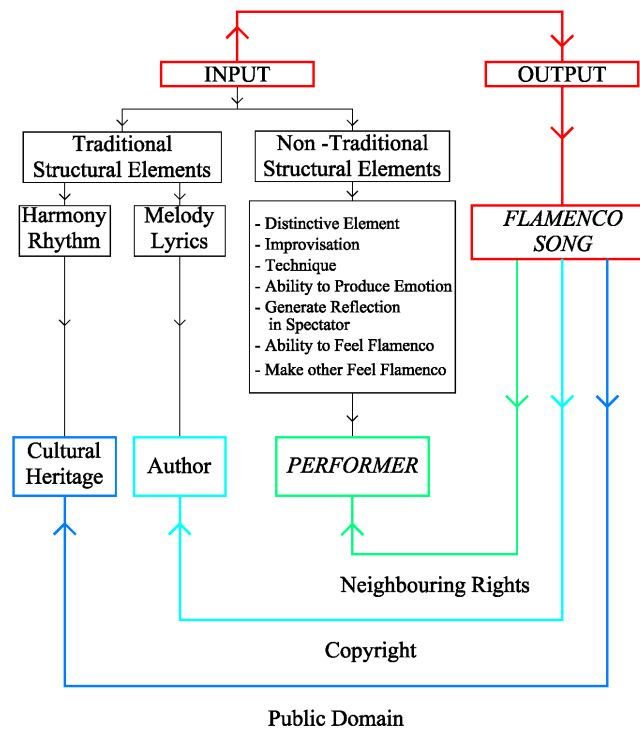 INPUT
OUTPUT
Traditional
Structural Elements
Non -Traditional
Structural Elements
Harmony
Rhythm
Melody
Lyrics
- Distinctive Element
- Improvisation
- Technique
- Ability to Produce Emotion
- Generate Reflection
in Spectator
- Ability to Feel Flamenco
- Make other Feel Flamenco
FLAMENCO
SONG
Cultural
Heritage
Author
PERFORMER
Neighbouring Rights
Copyright
Public Domain